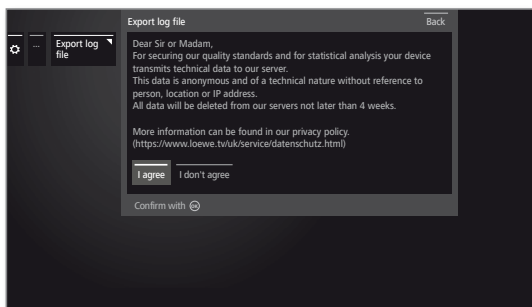 Export log file
Back
...
Export log
file
Dear Sir or Madam,
For securing our quality standards and for statistical analysis your device
transmits technical data to our server.
This data is anonymous and of a technical nature without reference to
person, location or IP address.
All data will be deleted from our servers not later than 4 weeks.
More information can be found in our privacy policy.
(https://www.loewe.tv/uk/service/datenschutz.html)
I agree
I don't agree
Confirm with OK